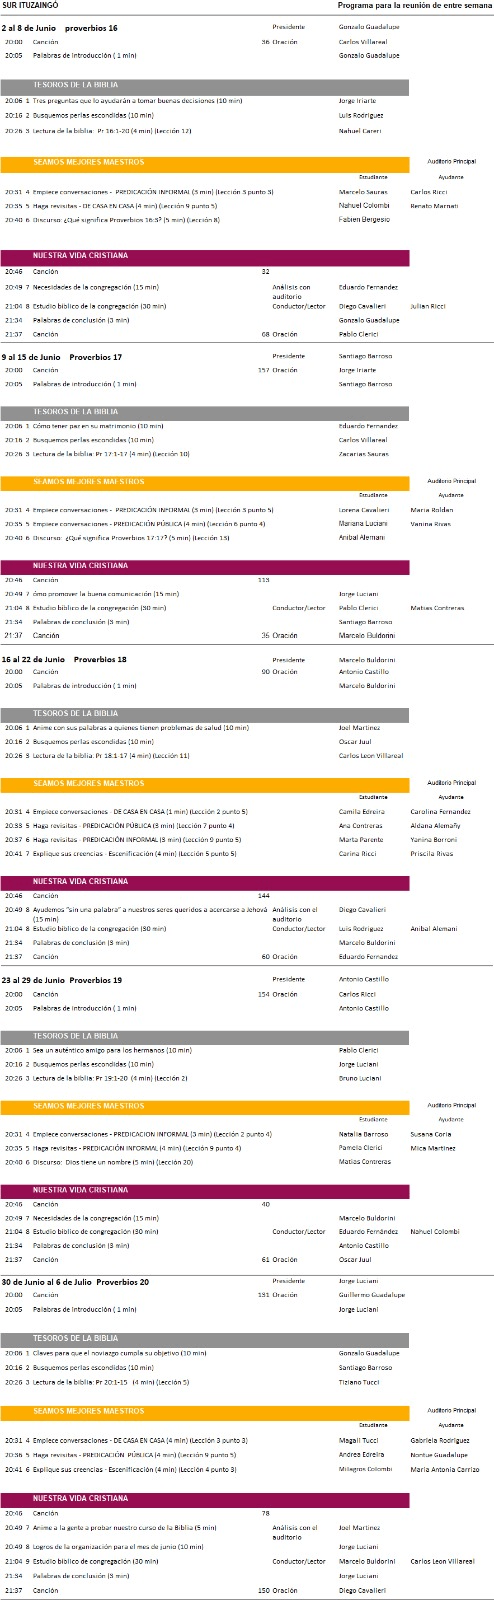 SUR ITUZAINGÓ Programa para la reunión de entre semana
2 al 8 de Junio proverbios 16 Presidente Gonzalo Guadalupe
20:00 Canción 36 Oración Carlos Villareal
20:05 Palabras de introducción ( 1 min) Gonzalo Guadalupe
TESOROS DE LA BIBLIA
20:06 1 Tres preguntas que lo ayudarán a tomar buenas decisiones (10 min) Jorge Iriarte
20:16 2 Busquemos perlas escondidas (10 min) Luis Rodriguez
20:26 3 Lectura de la biblia: Pr 16:1-20 (4 min) (Lección 12) Nahuel Careri
SEAMOS MEJORES MAESTROS Auditorio Principal
Estudiante Ayudante
20:31 4 Empiece conversaciones - PREDICACIÓN INFORMAL (3 min) (Lección 3 punto 3) Marcelo Sauras Carlos Ricci
20:35 5 Haga revisitas - DE CASA EN CASA (4 min) (Lección 9 punto 5) Nahuel Colombi Renato Marnati
20:40 6 Discurso: ¿Qué significa Proverbios 16:3? (5 min) (Lección 8) Fabien Bergesio
NUESTRA VIDA CRISTIANA
20:46 Canción 32
20:49 7 Necesidades de la congregación (15 min) Análisis con Eduardo Fernandez
auditorio
21:04 8 Estudio bíblico de la congregación (30 min) Conductor/Lector Diego Cavalieri Julian Ricci
21:34 Palabras de conclusión (3 min) Gonzalo Guadalupe
21:37 Canción 68 Oración Pablo Clerici
9 al 15 de Junio Proverbios 17 Presidente Santiago Barroso
20:00 Canción 157 Oración Jorge Iriarte
20:05 Palabras de introducción ( 1 min) Santiago Barroso
TESOROS DE LA BIBLIA
20:06 1 Cómo tener paz en su matrimonio (10 min) Eduardo Fernandez
20:16 2 Busquemos perlas escondidas (10 min) Carlos Villareal
20:26 3 Lectura de la biblia: Pr 17:1-17 (4 min) (Lección 10) Zacarias Sauras
SEAMOS MEJORES MAESTROS Auditorio Principal
Estudiante Ayudante
20:31 4 Empiece conversaciones - PREDICACIÓN INFORMAL (3 min) (Lección 3 punto 5) Lorena Cavalieri Maria Roldan
20:35 5 Empiece conversaciones - PREDICACIÓN PÚBLICA (4 min) (Lección 6 punto 4) Mariana Luciani Vanina Rivas
20:40 6 Discurso: ¿Qué significa Proverbios 17:17? (5 min) (Lección 13) Anibal Alemani
NUESTRA VIDA CRISTIANA
20:46 Canción 113
20:49 7 ómo promover la buena comunicación (15 min) Jorge Luciani
21:04 8 Estudio bíblico de la congregación (30 min) Conductor/Lector Pablo Clerici Matias Contreras
21:34 Palabras de conclusión (3 min) Santiago Barroso
21:37 Canción 35 Oración Marcelo Buldorini
16 al 22 de Junio Proverbios 18 Presidente Marcelo Buldorini
20:00 Canción 90 Oración Antonio Castillo
20:05 Palabras de introducción ( 1 min) Marcelo Buldorini
TESOROS DE LA BIBLIA
20:06 1 Anime con sus palabras a quienes tienen problemas de salud (10 min) Joel Martinez
20:16 2 Busquemos perlas escondidas (10 min) Oscar Juul
20:26 3 Lectura de la biblia: Pr 18:1-17 (4 min) (Lección 11) Carlos Leon Villareal
SEAMOS MEJORES MAESTROS Auditorio Principal
Estudiante Ayudante
20:31 4 Empiece conversaciones - DE CASA EN CASA (1 min) (Lección 2 punto 5) Camila Edreira Carolina Fernandez
20:33 5 Haga revisitas - PREDICACIÓN PÚBLICA (3 min) (Lección 7 punto 4) Ana Contreras Aldana Alemañy
20:37 6 Haga revisitas - PREDICACIÓN INFORMAL (3 min) (Lección 9 punto 5) Marta Parente Yanina Borroni
20:41 7 Explique sus creencias - Escenificación (4 min) (Lección 5 punto 5) Carina Ricci Priscila Rivas
NUESTRA VIDA CRISTIANA
20:46 Canción 144
20:49 8 Ayudemos "sin una palabra" a nuestros seres queridos a acercarse a Jehová Análisis con el Diego Cavalieri
(15 min) auditorio
21:04 8 Estudio bíblico de la congregación (30 min) Conductor/Lector Luis Rodriguez Anibal Alemani
21:34 Palabras de conclusión (3 min) Marcelo Buldorini
21:37 Canción 60 Oración Eduardo Fernandez
23 al 29 de Junio Proverbios 19 Presidente Antonio Castillo
20:00 Canción 154 Oración Carlos Ricci
20:05 Palabras de introducción ( 1 min) Antonio Castillo
TESOROS DE LA BIBLIA
20:06 1 Sea un auténtico amigo para los hermanos (10 min) Pablo Clerici
20:16 2 Busquemos perlas escondidas (10 min) Jorge Luciani
20:26 3 Lectura de la biblia: Pr 19:1-20 (4 min) (Lección 2) Bruno Luciani
SEAMOS MEJORES MAESTROS Auditorio Principal
Estudiante Ayudante
20:31 4 Empiece conversaciones - PREDICACION INFORMAL (3 min) (Lección 2 punto 4) Natalia Barroso Susana Coria
20:35 5 Haga revisitas - PREDICACIÓN INFORMAL (4 min) (Lección 9 punto 4) Pamela Clerici Mica Martinez
20:40 6 Discurso: Dios tiene un nombre (5 min) (Lección 20) Matias Contreras
NUESTRA VIDA CRISTIANA
20:46 Canción 40
20:49 7 Necesidades de la congregación (15 min) Marcelo Buldorini
21:04 8 Estudio bíblico de congregación (30 min) Conductor/Lector Eduardo Fernández Nahuel Colombi
21:34 Palabras de conclusión (3 min) Antonio Castillo
21:37 Canción 61 Oración Oscar Juul
30 de Junio al 6 de Julio Proverbios 20 Presidente Jorge Luciani
20:00 Canción 131 Oración Guillermo Guadalupe
20:05 Palabras de introducción ( 1 min) Jorge Luciani
TESOROS DE LA BIBLIA
20:06 1 Claves para que el noviazgo cumpla su objetivo (10 min) Gonzalo Guadalupe
20:16 2 Busquemos perlas escondidas (10 min) Santiago Barroso
20:26 3 Lectura de la biblia: Pr 20:1-15 (4 min) (Lección 5) Tiziano Tucci
SEAMOS MEJORES MAESTROS Auditorio Principal
Estudiante Ayudante
20:31 4 Empiece conversaciones - DE CASA EN CASA (4 min) (Lección 3 punto 3) Magali Tucci Gabriela Rodriguez
20:36 5 Haga revisitas - PREDICACIÓN PÚBLICA (4 min) (Lección 9 punto 5) Andrea Edreira Nontue Guadalupe
20:41 6 Explique sus creencias - Escenificación (4 min) (Lección 4 punto 3) Milagros Colombi Maria Antonia Carrizo
NUESTRA VIDA CRISTIANA
20:46 Canción 78
20:49 7 Anime a la gente a probar nuestro curso de la Biblia (5 min) Análisis con el Joel Martinez
auditorio
20:49 8 Logros de la organización para el mes de junio (10 min) Jorge Luciani
21:04 9 Estudio bíblico de congregación (30 min) Conductor/Lector Marcelo Buldorini Carlos Leon Villareal
21:34 Palabras de conclusión (3 min) Jorge Luciani
21:37 Canción 150 Oración Diego Cavalieri